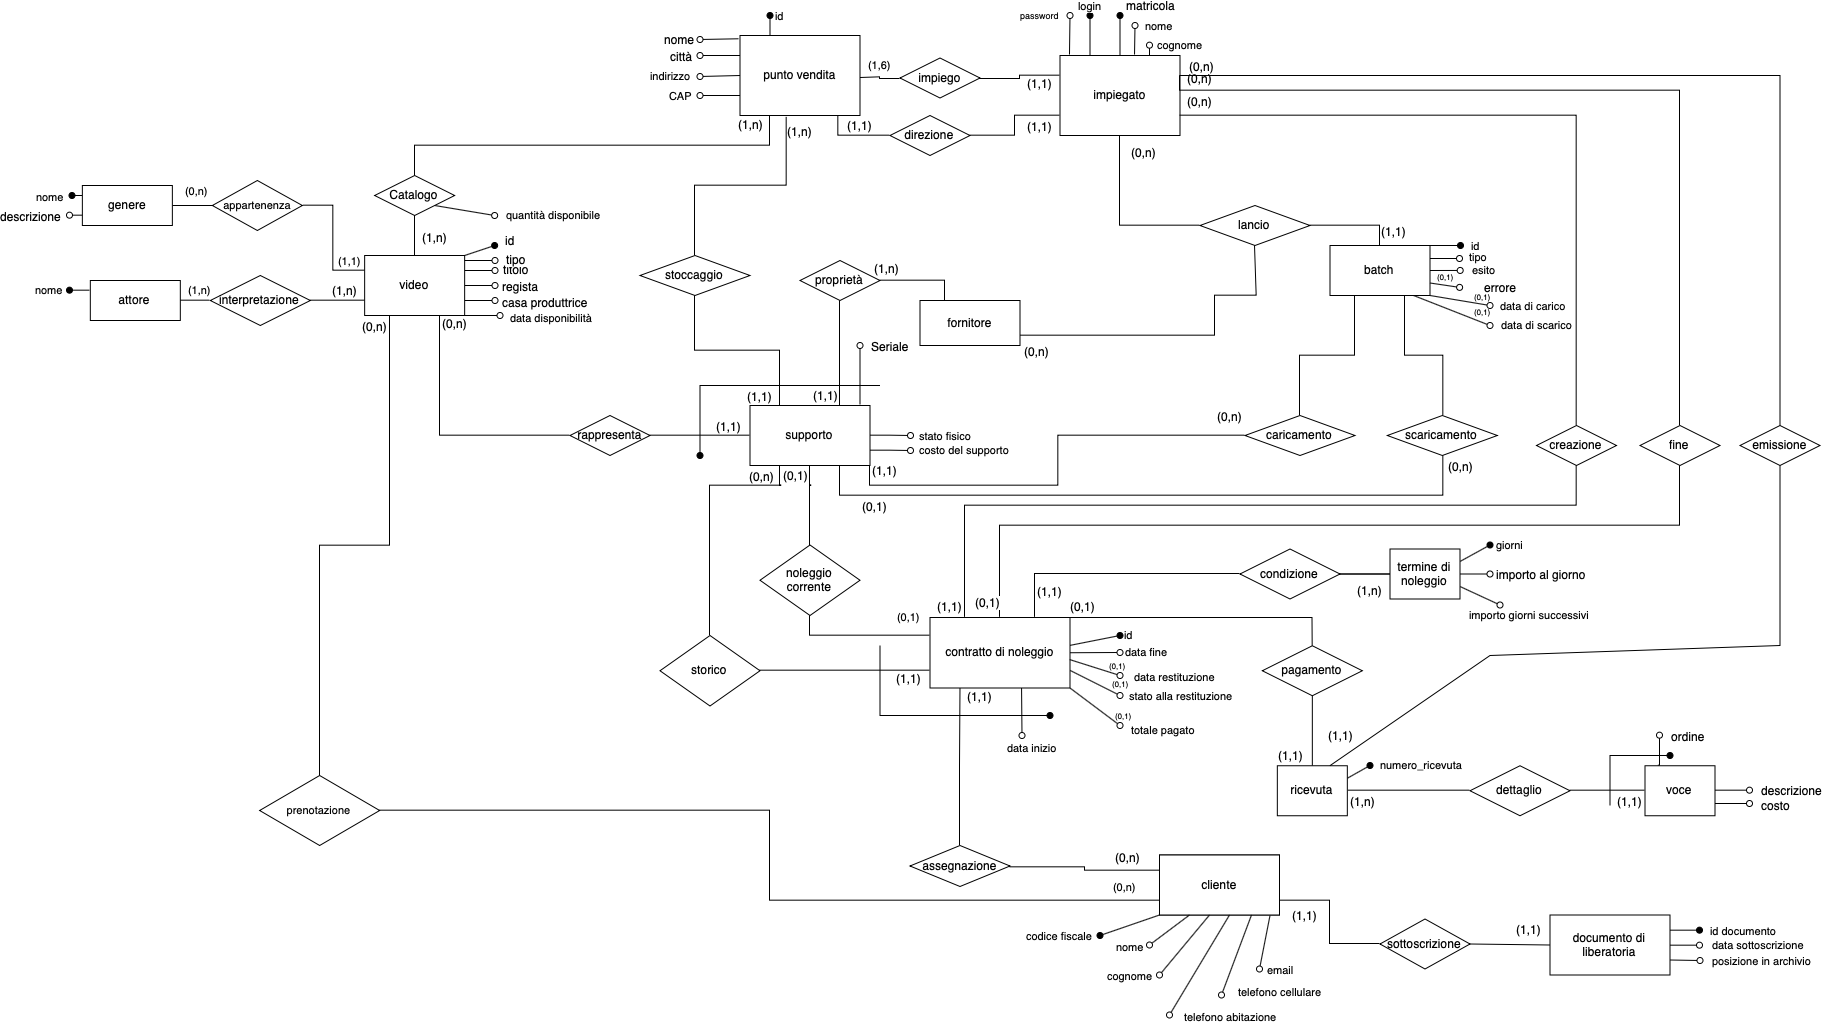 id
nome
città
indirizzo
CAP
punto vendita
(1,6)
impiego
(1,1)
password
login
matricola
nome
cognome
impiegato
(0,n)
(0,n)
(0,n)
(1,n)
(1,n)
(1,1)
direzione
(1,1)
(0,n)
nome
descrizione
genere
(0,n)
appartenenza
(1,1)
Catalogo
quantità disponibile
(1,n)
nome
attore
(1,n)
interpretazione
(1,n)
video
id
tipo
titolo
regista
casa produttrice
data disponibilità
(0,n)
(0,n)
stoccaggio
proprietà
(1,n)
fornitore
(0,n)
lancio
(1,1)
batch
id
tipo
esito
(0,1)
errore
(0,1)
data di carico
(0,1)
data di scarico
Seriale
(1,1)
(1,1)
rappresenta
(1,1)
supporto
stato fisico
costo del supporto
(0,n)
(0,1)
(1,1)
(0,1)
(0,n)
caricamento
scaricamento
(0,n)
creazione
fine
emissione
noleggio
corrente
(0,1)
storico
(1,1)
(1,1)
(0,1)
(1,1)
(0,1)
condizione
(1,n)
termine di
noleggio
giorni
importo al giorno
importo giorni successivi
contratto di noleggio
id
data fine
(0,1)
data restituzione
(0,1)
stato alla restituzione
(0,1)
totale pagato
(1,1)
data inizio
pagamento
(1,1)
(1,1)
ricevuta
numero_ricevuta
(1,n)
dettaglio
(1,1)
voce
ordine
descrizione
costo
prenotazione
assegnazione
(0,n)
(0,n)
cliente
(1,1)
codice fiscale
nome
cognome
telefono abitazione
telefono cellulare
email
sottoscrizione
(1,1)
documento di
liberatoria
id documento
data sottoscrizione
posizione in archivio